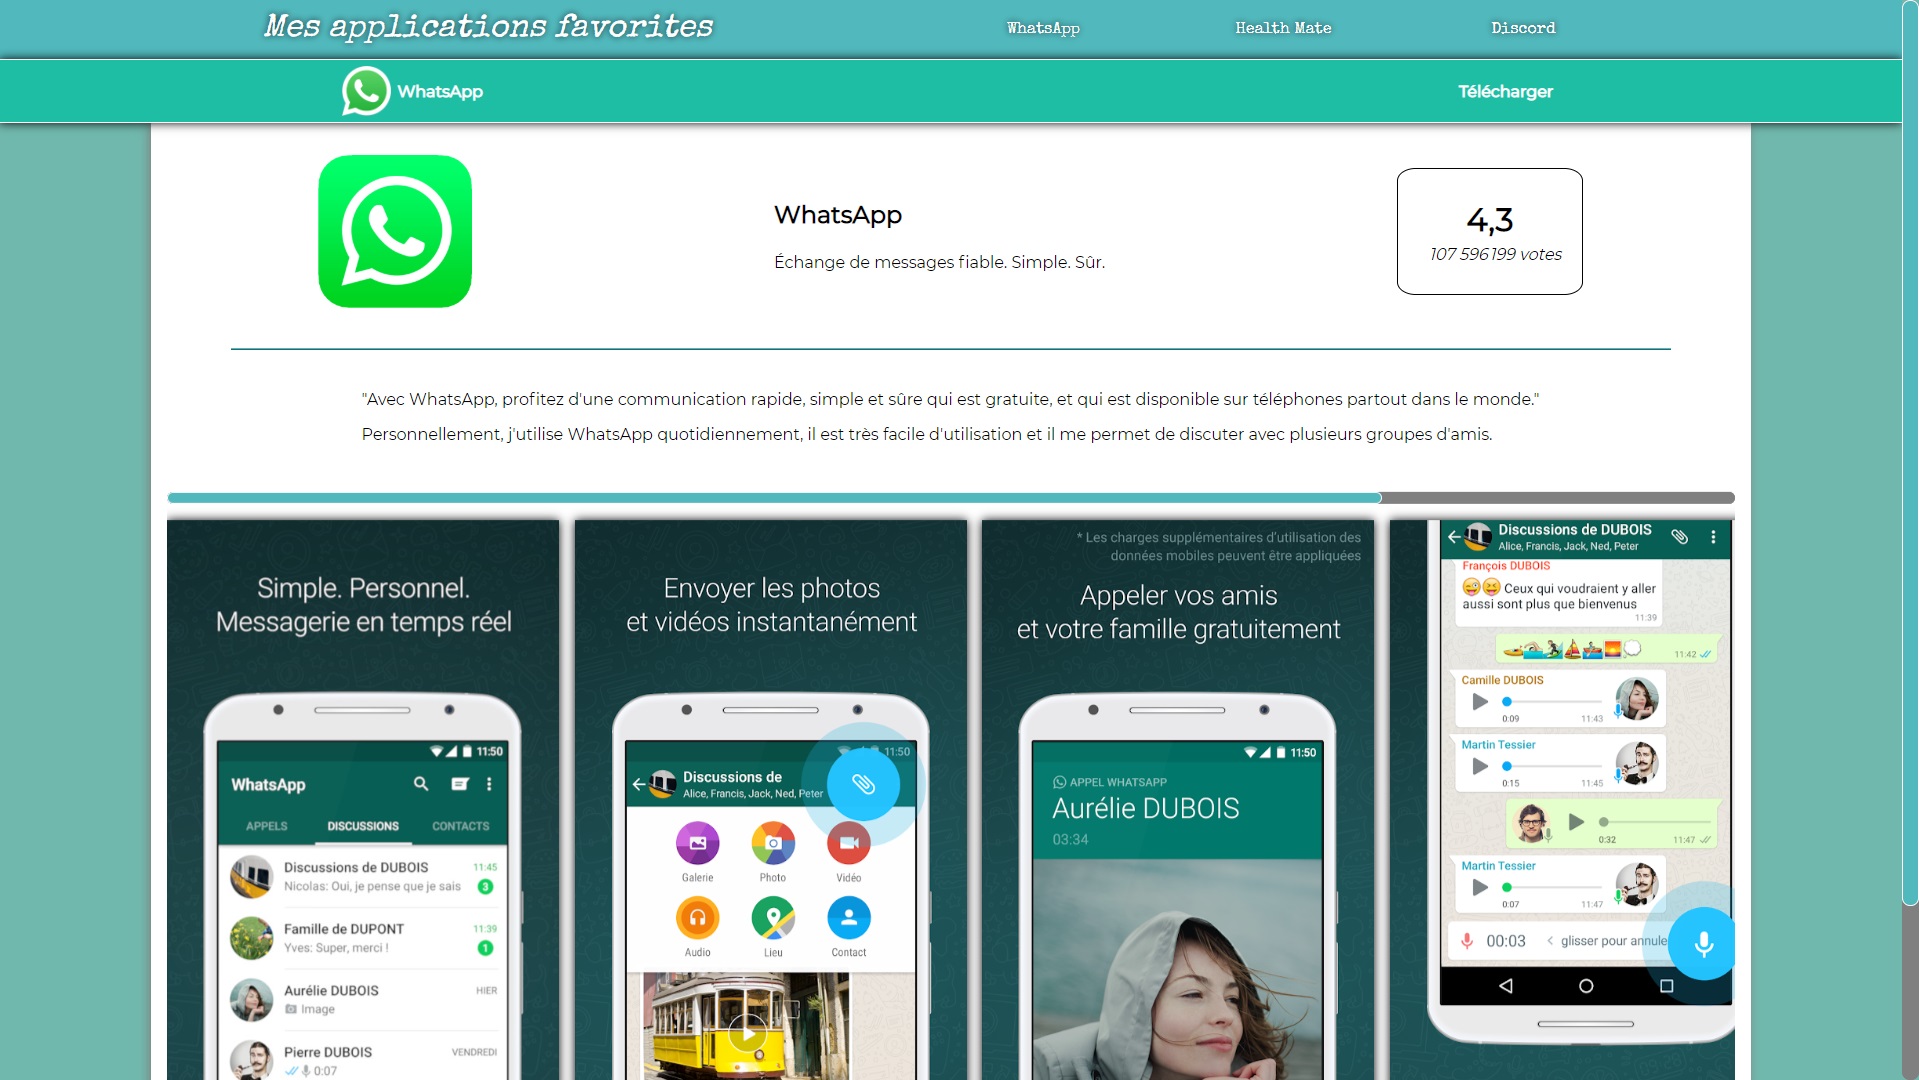 Mes applications favorites
WhatsApp
Health Mate
Discord
WhatsApp
Télécharger
WhatsApp
Échange de messages fiable. Simple. Sûr.
4,3
107 596 199 votes
"Avec WhatsApp, profitez d'une communication rapide, simple et sûre qui est gratuite, et qui est disponible sur téléphones partout dans le monde."
Personnellement, j'utilise WhatsApp quotidiennement, il est très facile d'utilisation et il me permet de discuter avec plusieurs groupes d'amis.
Simple. Personnel.
Messagerie en temps réel
11:50
WhatsApp
APPELS
DISCUSSIONS
CONTACTS
Discussions de DUBOIS
11:45
Nicolas: Oui, je pense que je sais
3
Famille de DUPONT
11:39
Yves: Super, merci !
1
Aurélie DUBOIS
HIER
Image
Pierre DUBOIS
VENDREDI
0:07
Envoyer les photos
et vidéos instantanément
11:50
Discussions de
Alice, Francis, Jack, Ned, Peter
Galerie
Photo
Vidéo
Audio
Lieu
Contact
* Les charges supplémentaires d'utilisation des
données mobiles peuvent être appliquées
Appeler vos amis
et votre famille gratuitement
11:50
APPEL WHATSAPP
Aurélie DUBOIS
03:34
Discussions de DUBOIS
Alice, Francis, Jack, Ned, Peter
François DUBOIS
Ceux qui voudraient y aller
aussi sont plus que bienvenus
11:39
11:42
Camille DUBOIS
0:09
11:43
Martin Tessier
0:15
11:45
0:32
11:47
Martin Tessier
0:07
11:47
00:03
glisser pour annule